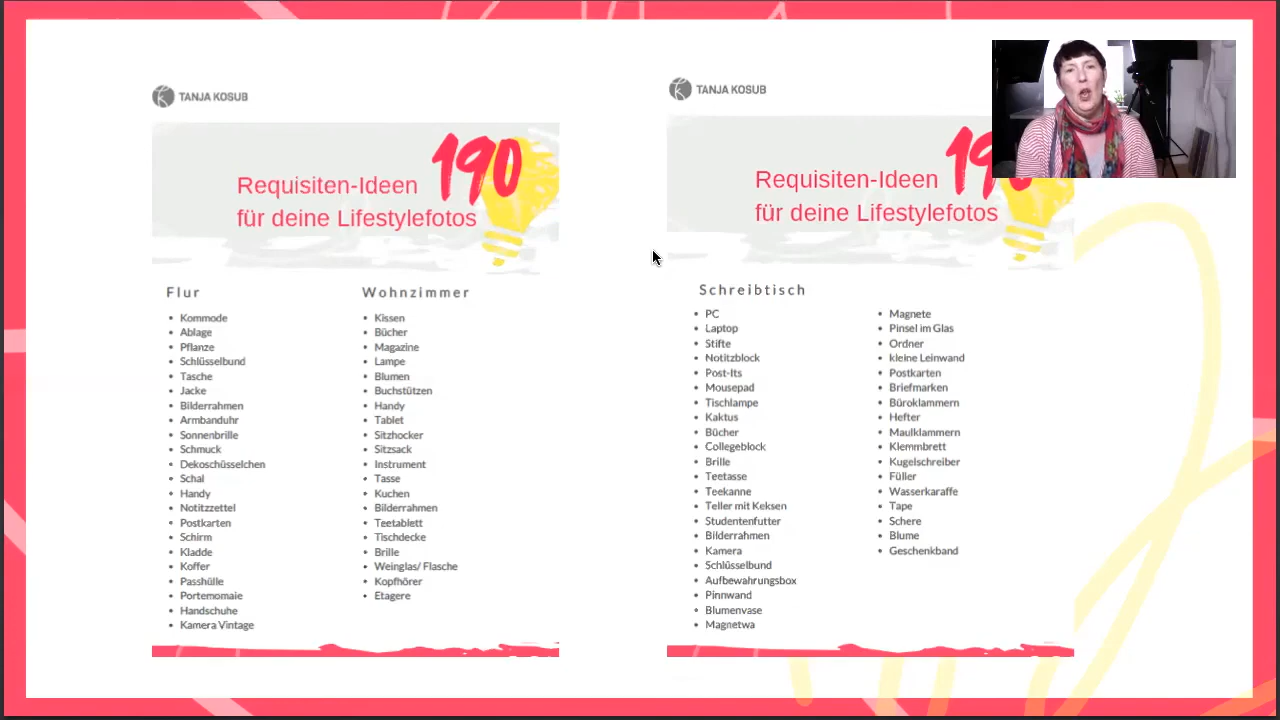 TANJA KOSUB
190
Requisiten-Ideen
für deine Lifestylefotos
Flur
Kommode
Ablage
Pflanze
Schlüsselbund
Tasche
Jacke
Bilderrahmen
Armbanduhr
Sonnenbrille
Schmuck
Dekoschüsselchen
Schal
Handy
Notitzzettel
Postkarten
Schirm
Kladde
Koffer
Passhülle
Portemomaie
Handschuhe
Kamera Vintage
Wohnzimmer
Kissen
Bücher
Magazine
Lampe
Blumen
Buchstützen
Handy
Tablet
Sitzhocker
Sitzsack
Instrument
Tasse
Kuchen
Bilderrahmen
Teetablett
Tischdecke
Brille
Weinglas/ Flasche
Kopfhörer
Etagere
TANJA KOSUB
Requisiten-Ideen
für deine Lifestylefotos
Schreibtisch
PC
Laptop
Stifte
Notitzblock
Post-Its
Mousepad
Tischlampe
Kaktus
Bücher
Collegeblock
Brille
Teetasse
Teekanne
Teller mit Keksen
Studentenfutter
Bilderrahmen
Kamera
Schlüsselbund
Aufbewahrungsbox
Pinnwand
Blumenvase
Magnetwa
Magnete
Pinsel im Glas
Ordner
kleine Leinwand
Postkarten
Briefmarken
Büroklammern
Hefter
Maulklammern
Klemmbrett
Kugelschreiber
Füller
Wasserkaraffe
Tape
Schere
Blume
Geschenkband